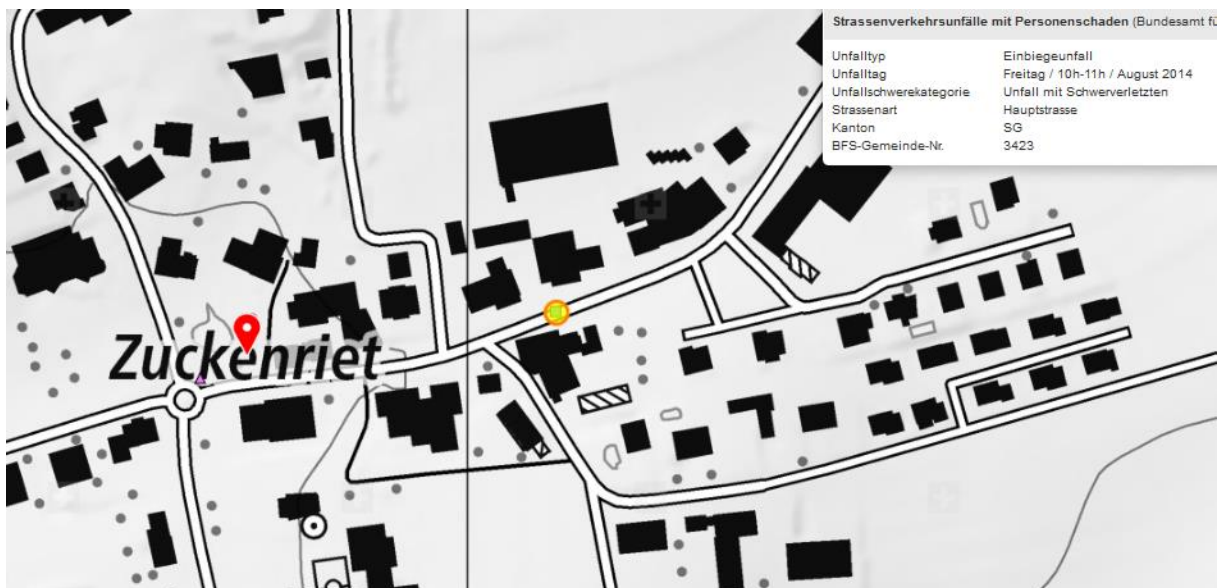 Strassenverkehrsunfälle mit Personenschaden (Bundesamt fü
Unfalltyp Einbiegeunfall
Unfalltag Freitag / 10h-11h / August 2014
Unfallschwerekategorie Unfall mit Schwerverletzten
Strassenart Hauptstrasse
Kanton SG
BFS-Gemeinde-Nr. 3423
Zuckenriet